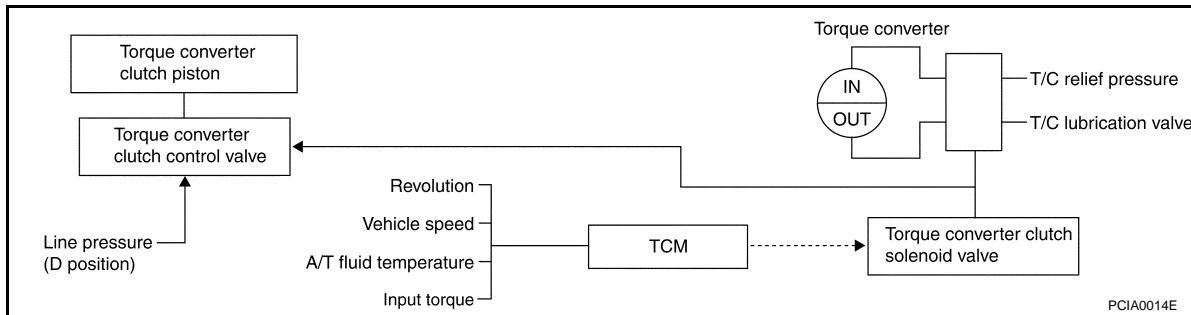 Torque converter
clutch piston
Torque converter
clutch control valve
Line pressure
(D position)
Revolution
Vehicle speed
A/T fluid temperature
Input torque
TCM
Torque converter
IN
OUT
T/C relief pressure
T/C lubrication valve
Torque converter clutch
solenoid valve
PCIA0014E